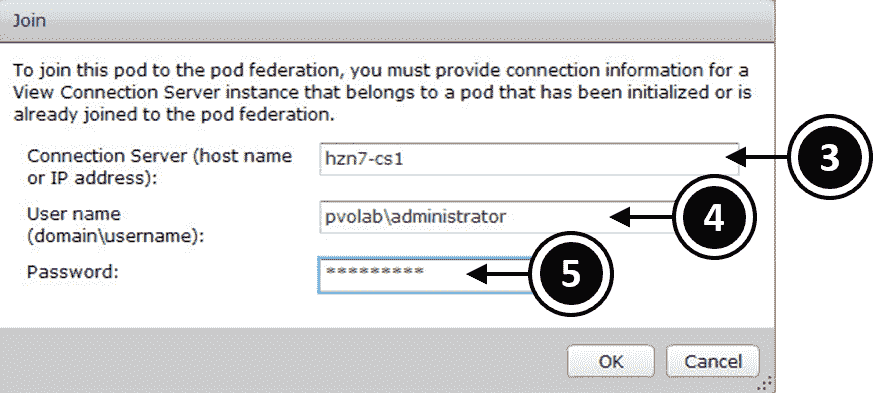 Join
To join this pod to the pod federation, you must provide connection information for a
View Connection Server instance that belongs to a pod that has been initialized or is
already joined to the pod federation.
Connection Server (host name
or IP address):
hzn7-cs1
3
User name
(domain\username):
pvolab\administrator
4
Password:
*********
5
OK
Cancel